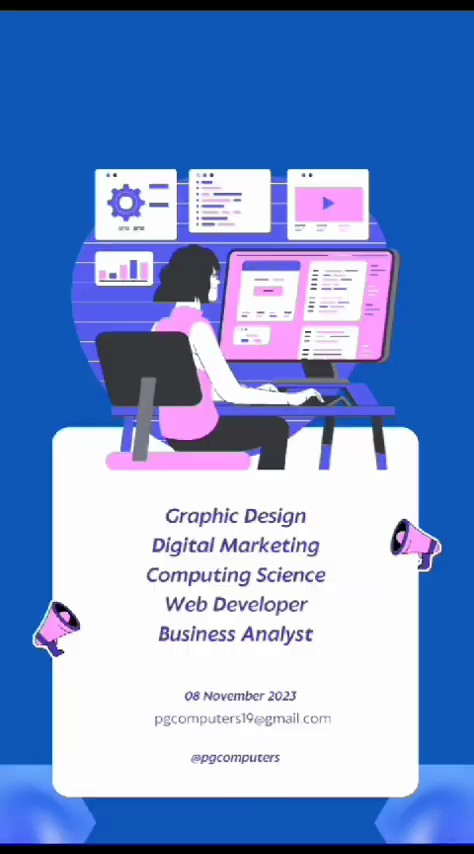 Graphic Design
Digital Marketing
Computing Science
Web Developer
Business Analyst
08 November 2023
pgcomputers19@gmail.com
@pgcomputers